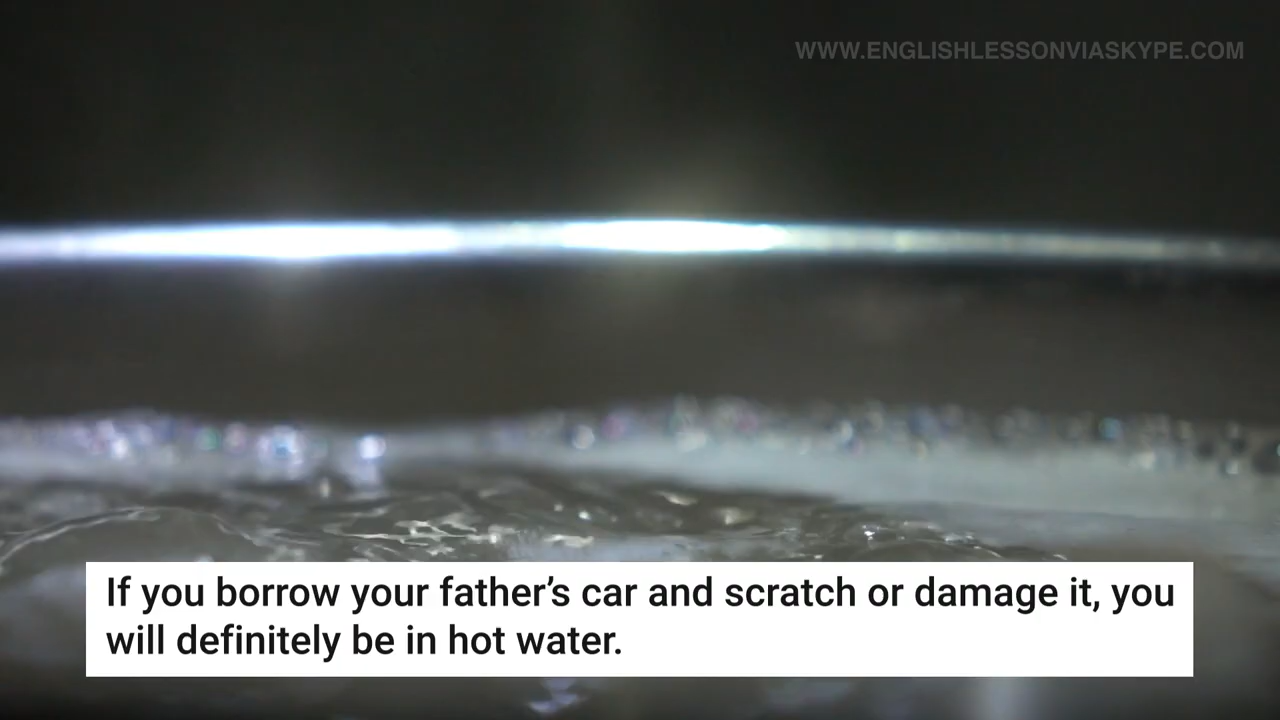 WWW.ENGLISHLESSONVIASKYPE.COM
If you borrow your father’s car and scratch or damage it, you
will definitely be in hot water.